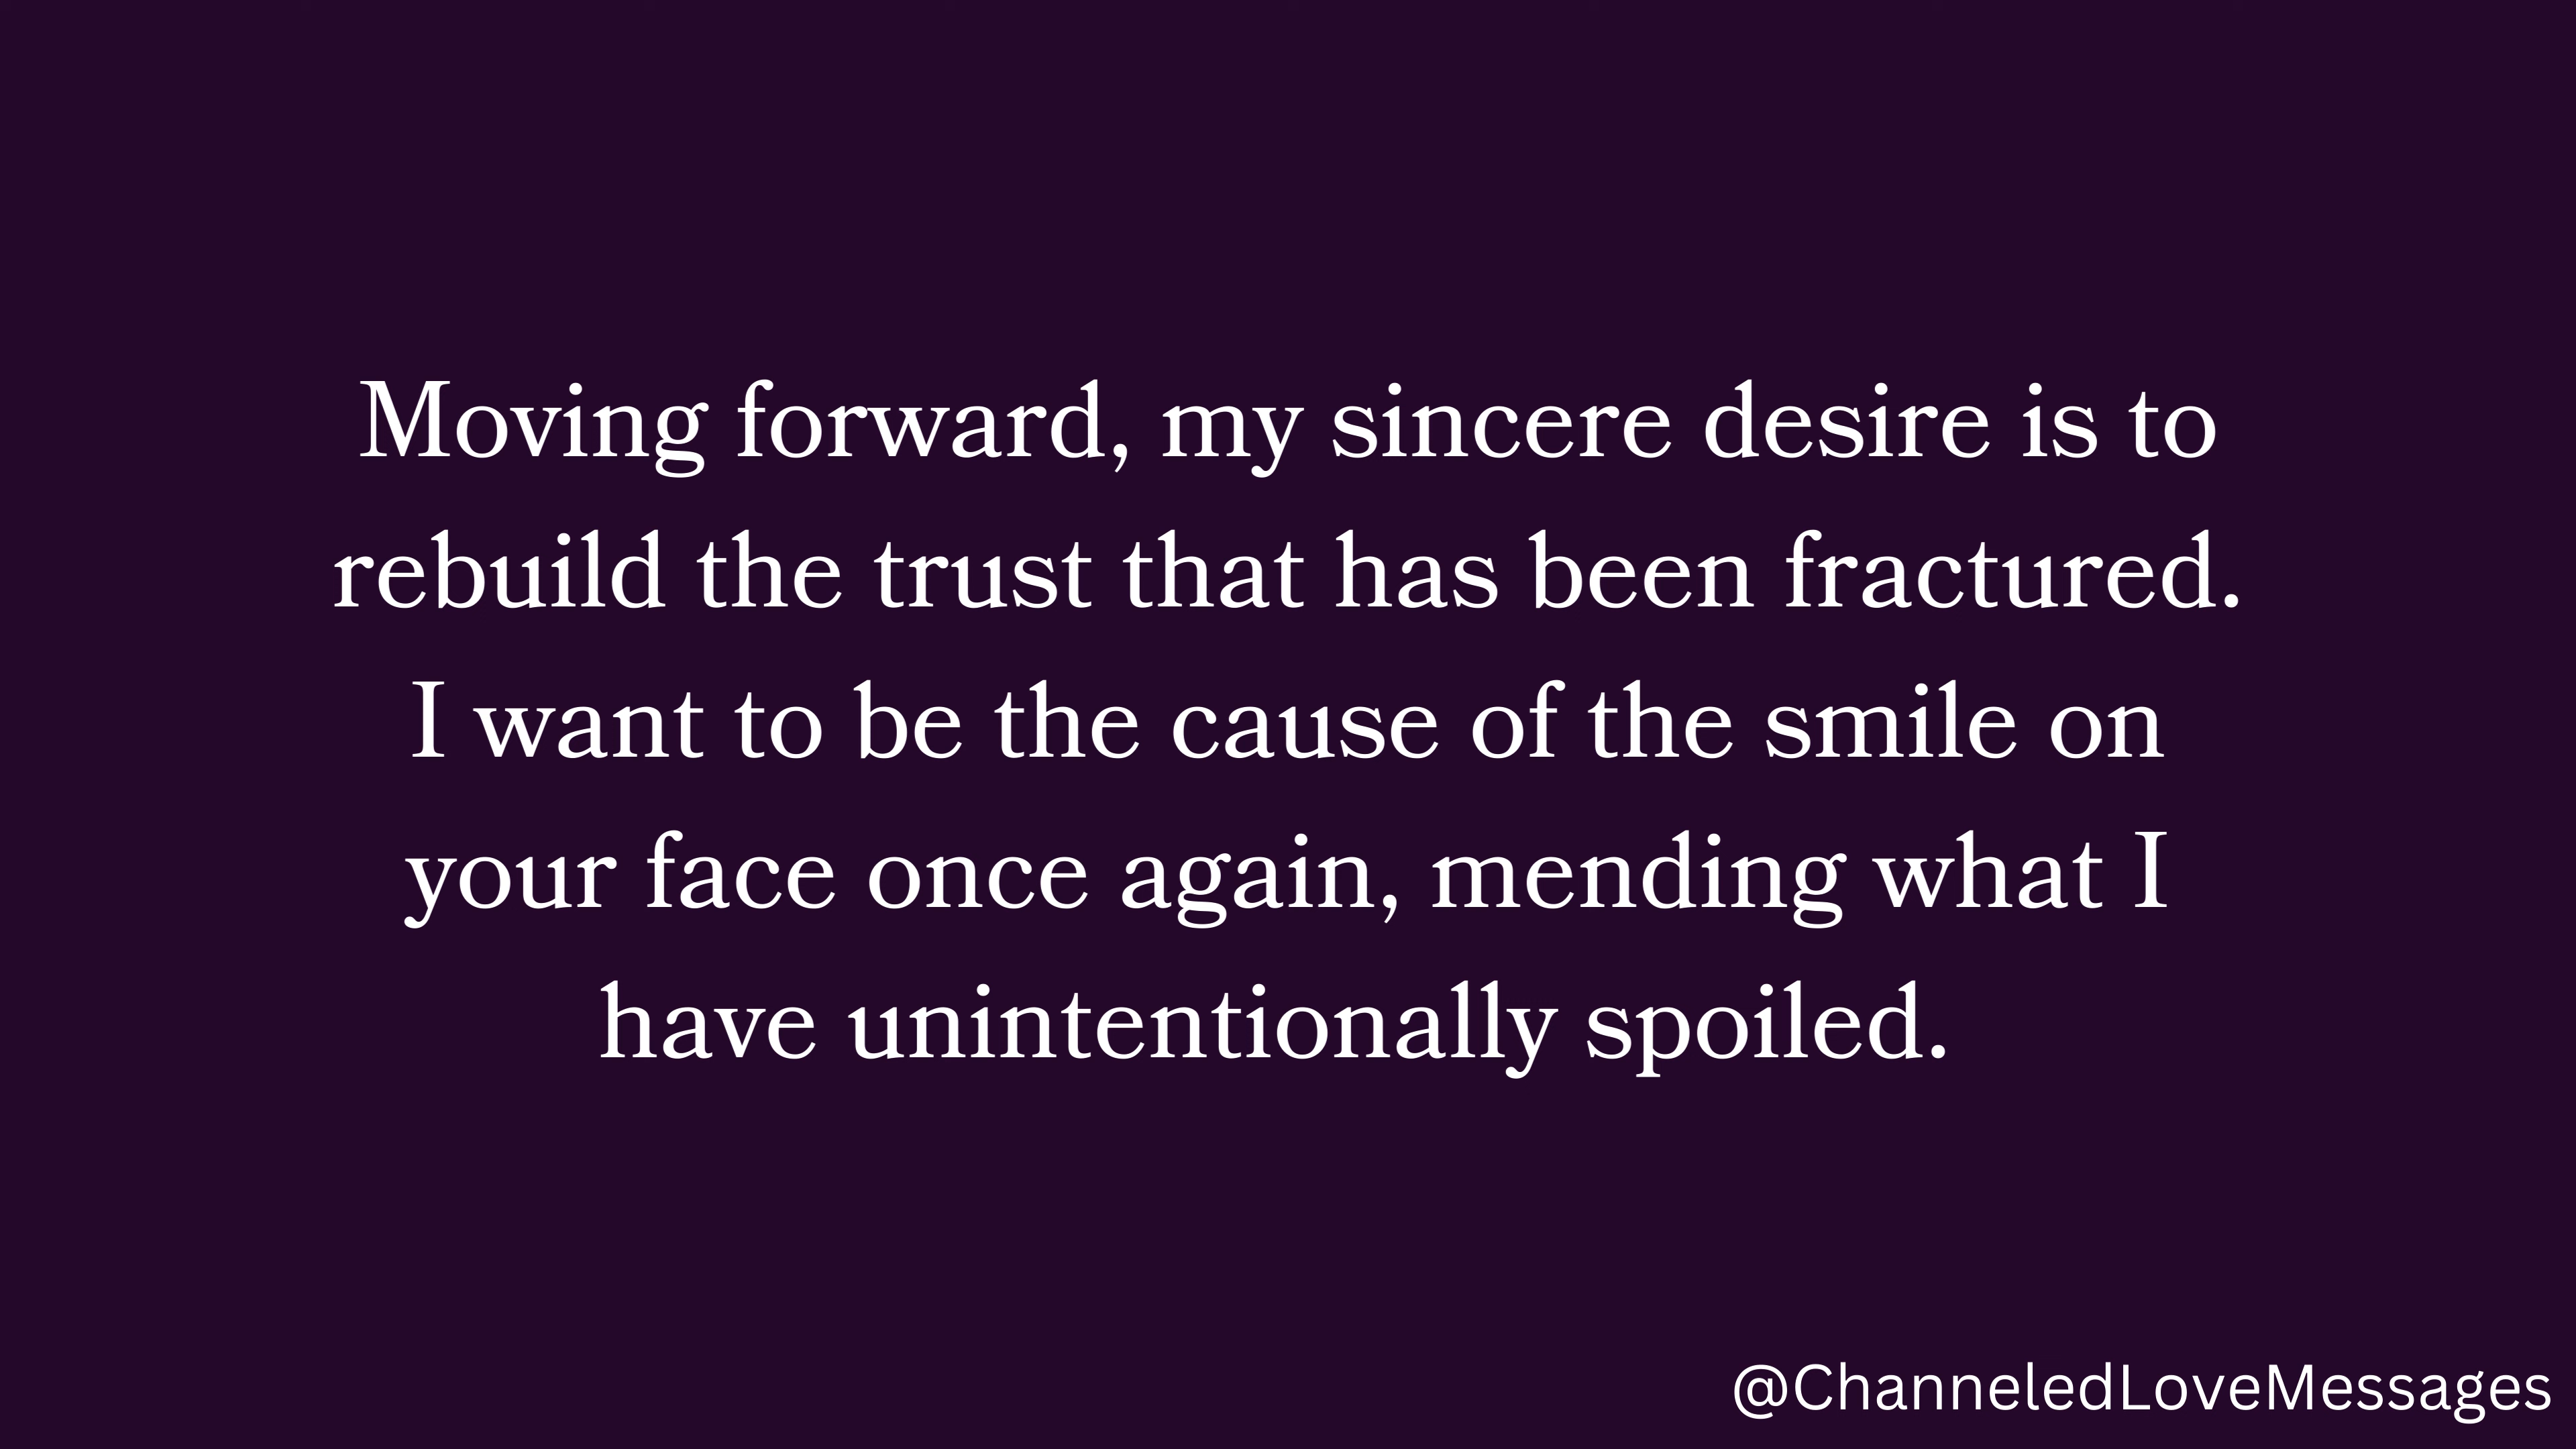 Moving forward, my sincere desire is to
rebuild the trust that has been fractured.
I want to be the cause of the smile on
your face once again, mending what I
have unintentionally spoiled.
@ChanneledLoveMessages